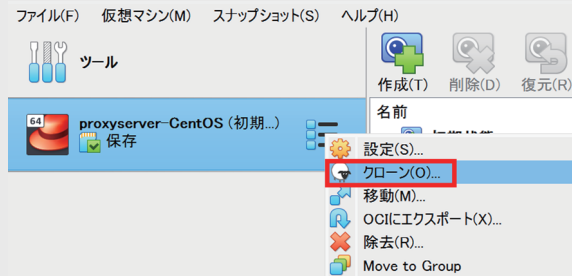 ファイル(F) 仮想マシン(M) スナップショット(S) ヘルプ(H)
ツール
作成(T) 削除(D) 復元(R)
名前
64
proxyserver-CentOS (初期...)
保存
設定(S)...
クローン(O)...
移動(M)...
OCIにエクスポート(X)...
除去(R)...
Move to Group